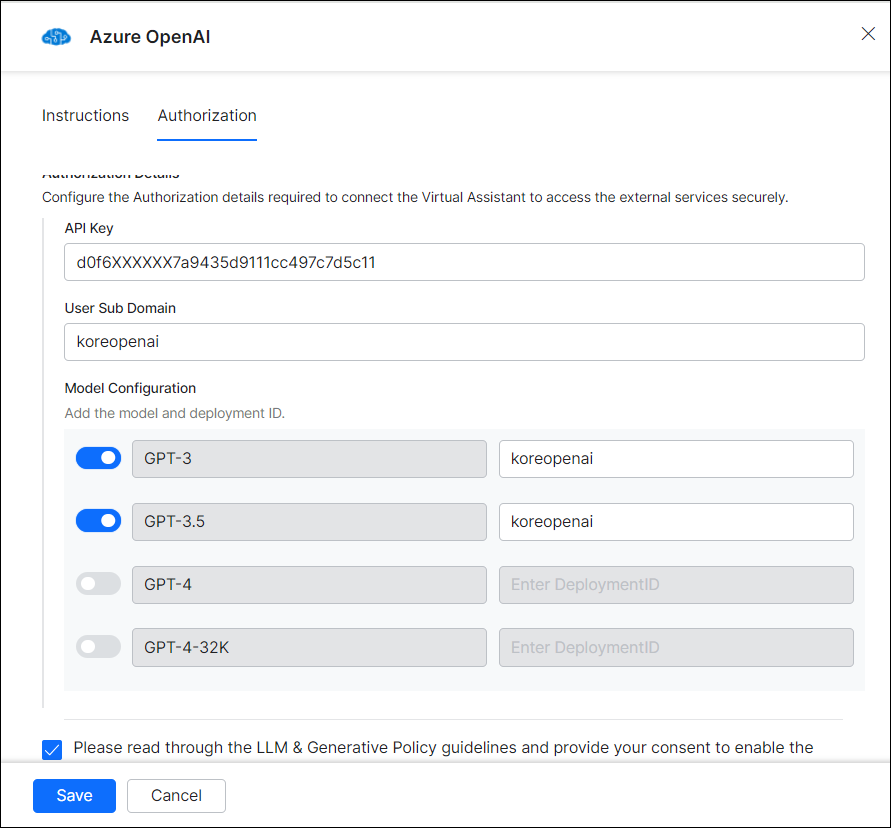 Azure OpenAI
Instructions
Authorization
Authorization Details
Configure the Authorization details required to connect the Virtual Assistant to access the external services securely.
API Key
d0f6XXXXXX7a9435d9111cc497c7d5c11
User Sub Domain
koreopenai
Model Configuration
Add the model and deployment ID.
GPT-3 koreopenai
GPT-3.5 koreopenai
GPT-4 Enter DeploymentID
GPT-4-32K Enter DeploymentID
Please read through the LLM & Generative Policy guidelines and provide your consent to enable the
Save Cancel